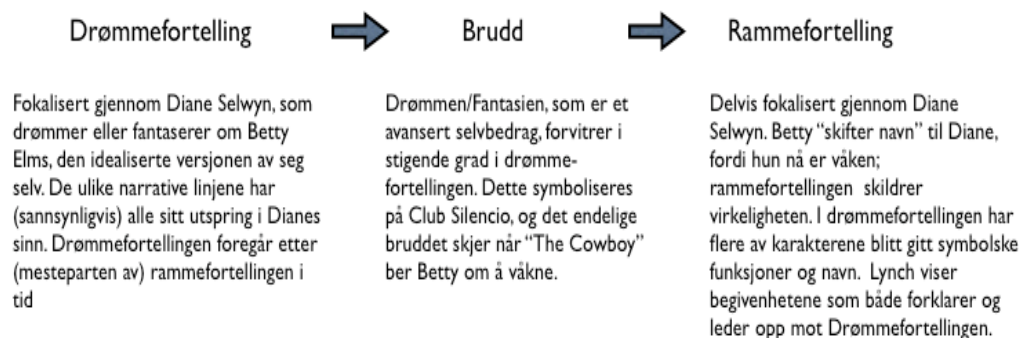 Drømmefortelling
Brudd
Rammefortelling
Fokalisert gjennom Diane Selwyn, som
drømmer eller fantaserer om Betty
Elms, den idealiserte versjonen av seg
selv. De ulike narrative linjene har
(sannsynligvis) alle sitt utspring i Dianes
sinn. Drømmefortellingen foregår etter
(mesteparten av) rammefortellingen i
tid
Drømmen/Fantasien, som er et
avansert selvbedrag, forvitrer i
stigende grad i drømme-
fortellingen. Dette symboliseres
på Club Silencio, og det endelige
bruddet skjer når "The Cowboy"
ber Betty om å våkne.
Delvis fokalisert gjennom Diane
Selwyn. Betty "skifter navn" til Diane,
fordi hun nå er våken;
rammefortellingen skildrer
virkeligheten. I drømmefortellingen har
flere av karakterene blitt gitt symbolske
funksjoner og navn. Lynch viser
begivenhetene som både forklarer og
leder opp mot Drømmefortellingen.